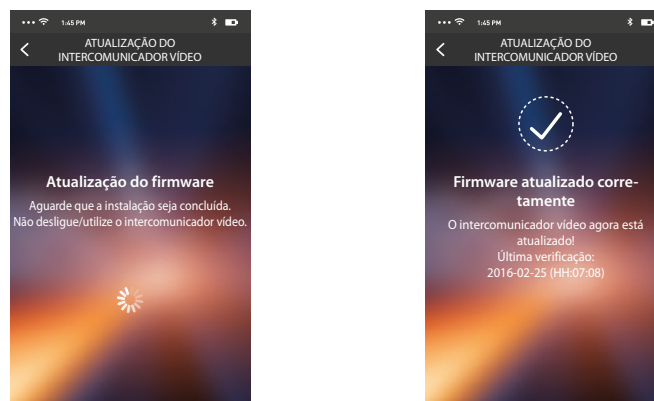 1:45 PM
ATUALIZAÇÃO DO
INTERCOMUNICADOR VÍDEO
Atualização do firmware
Aguarde que a instalação seja concluída.
Não desligue/utilize o intercomunicador vídeo.
1:45 PM
ATUALIZAÇÃO DO
INTERCOMUNICADOR VÍDEO
Firmware atualizado corre-
tamente
O intercomunicador vídeo agora está
atualizado!
Última verificação:
2016-02-25 (HH:07:08)